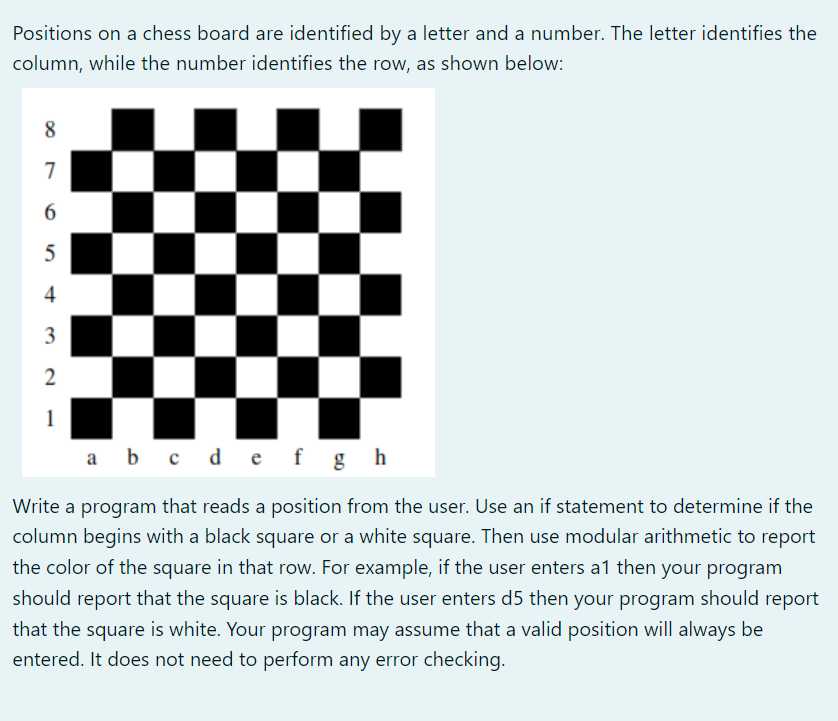 Positions on a chess board are identified by a letter and a number. The letter identifies the
column, while the number identifies the row, as shown below:
8
7
6
5
4
3
2
1
a b c d e f g h
Write a program that reads a position from the user. Use an if statement to determine if the
column begins with a black square or a white square. Then use modular arithmetic to report
the color of the square in that row. For example, if the user enters a1 then your program
should report that the square is black. If the user enters d5 then your program should report
that the square is white. Your program may assume that a valid position will always be
entered. It does not need to perform any error checking.